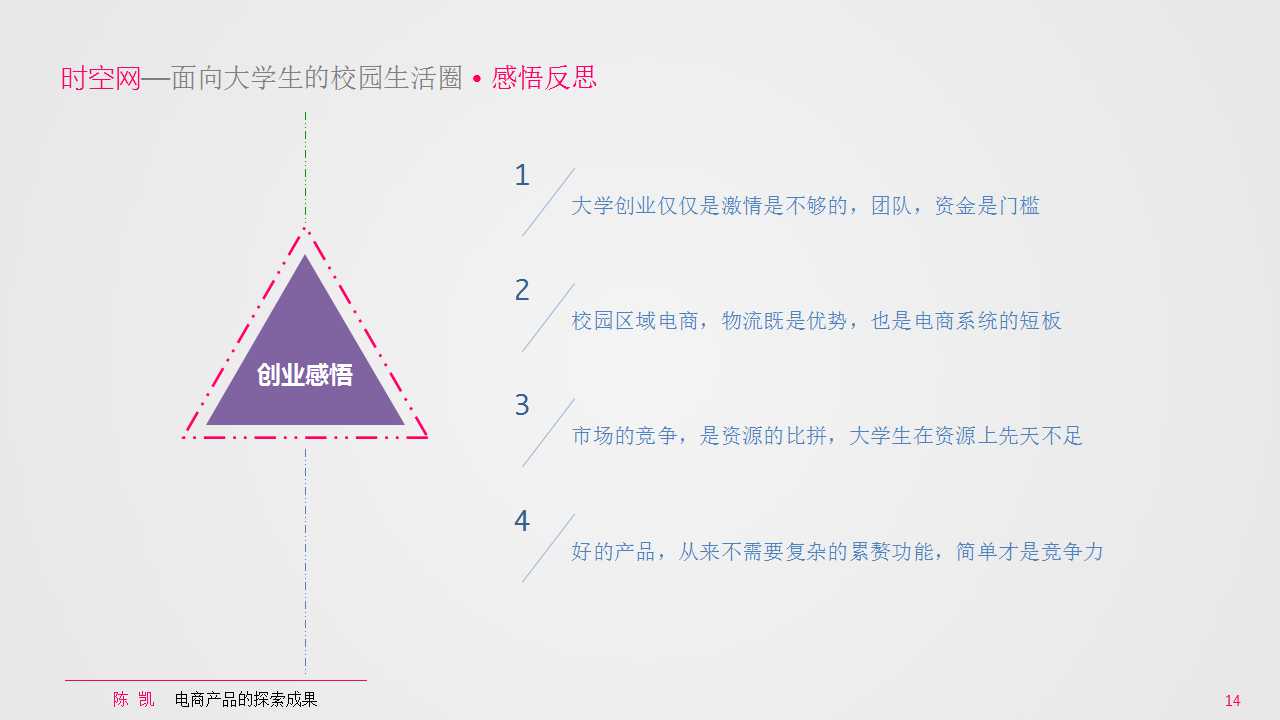 时空网—面向大学生的校园生活圈 • 感悟反思
1
大学创业仅仅是激情是不够的，团队，资金是门槛
2
校园区域电商，物流既是优势，也是电商系统的短板
创业感悟
3
市场的竞争，是资源的比拼，大学生在资源上先天不足
4
好的产品，从来不需要复杂的累赘功能，简单才是竞争力
陈 凯 电商产品的探索成果
14